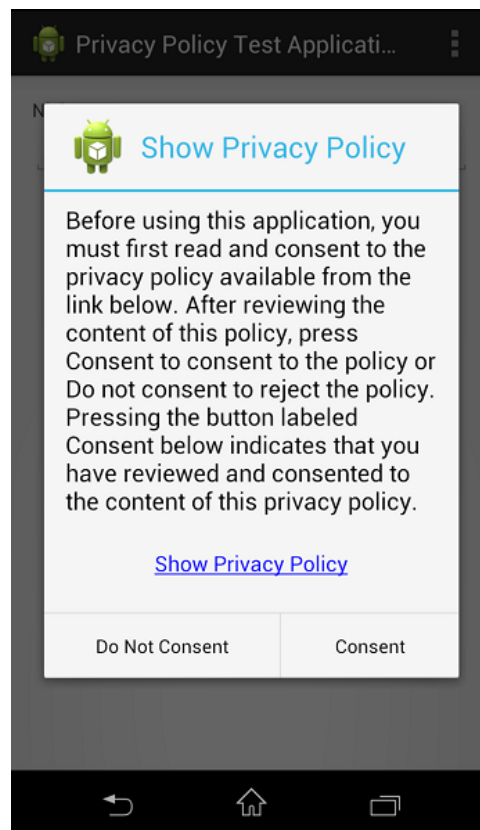 Privacy Policy Test Applicati...
Show Privacy Policy
Before using this application, you
must first read and consent to the
privacy policy available from the
link below. After reviewing the
content of this policy, press
Consent to consent to the policy or
Do not consent to reject the policy.
Pressing the button labeled
Consent below indicates that you
have reviewed and consented to
the content of this privacy policy.
Show Privacy Policy
Do Not Consent
Consent